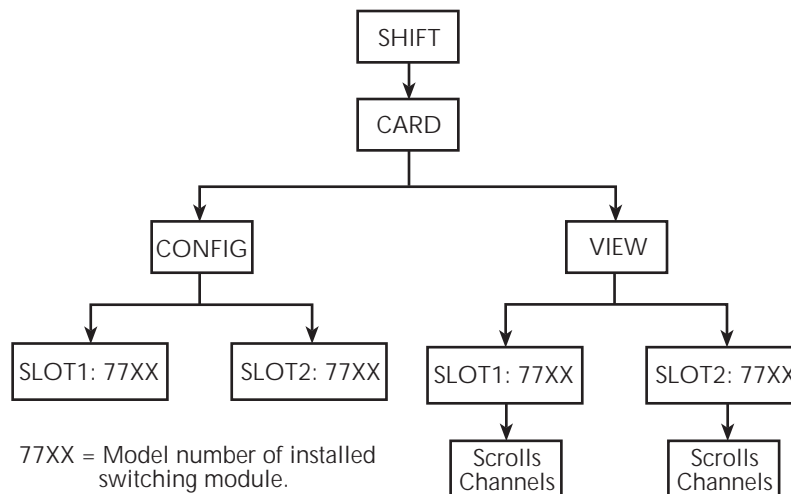 SHIFT
CARD
CONFIG
VIEW
SLOT1: 77XX
SLOT2: 77XX
SLOT1: 77XX
SLOT2: 77XX
77XX = Model number of installed
switching module.
Scrolls
Channels
Scrolls
Channels